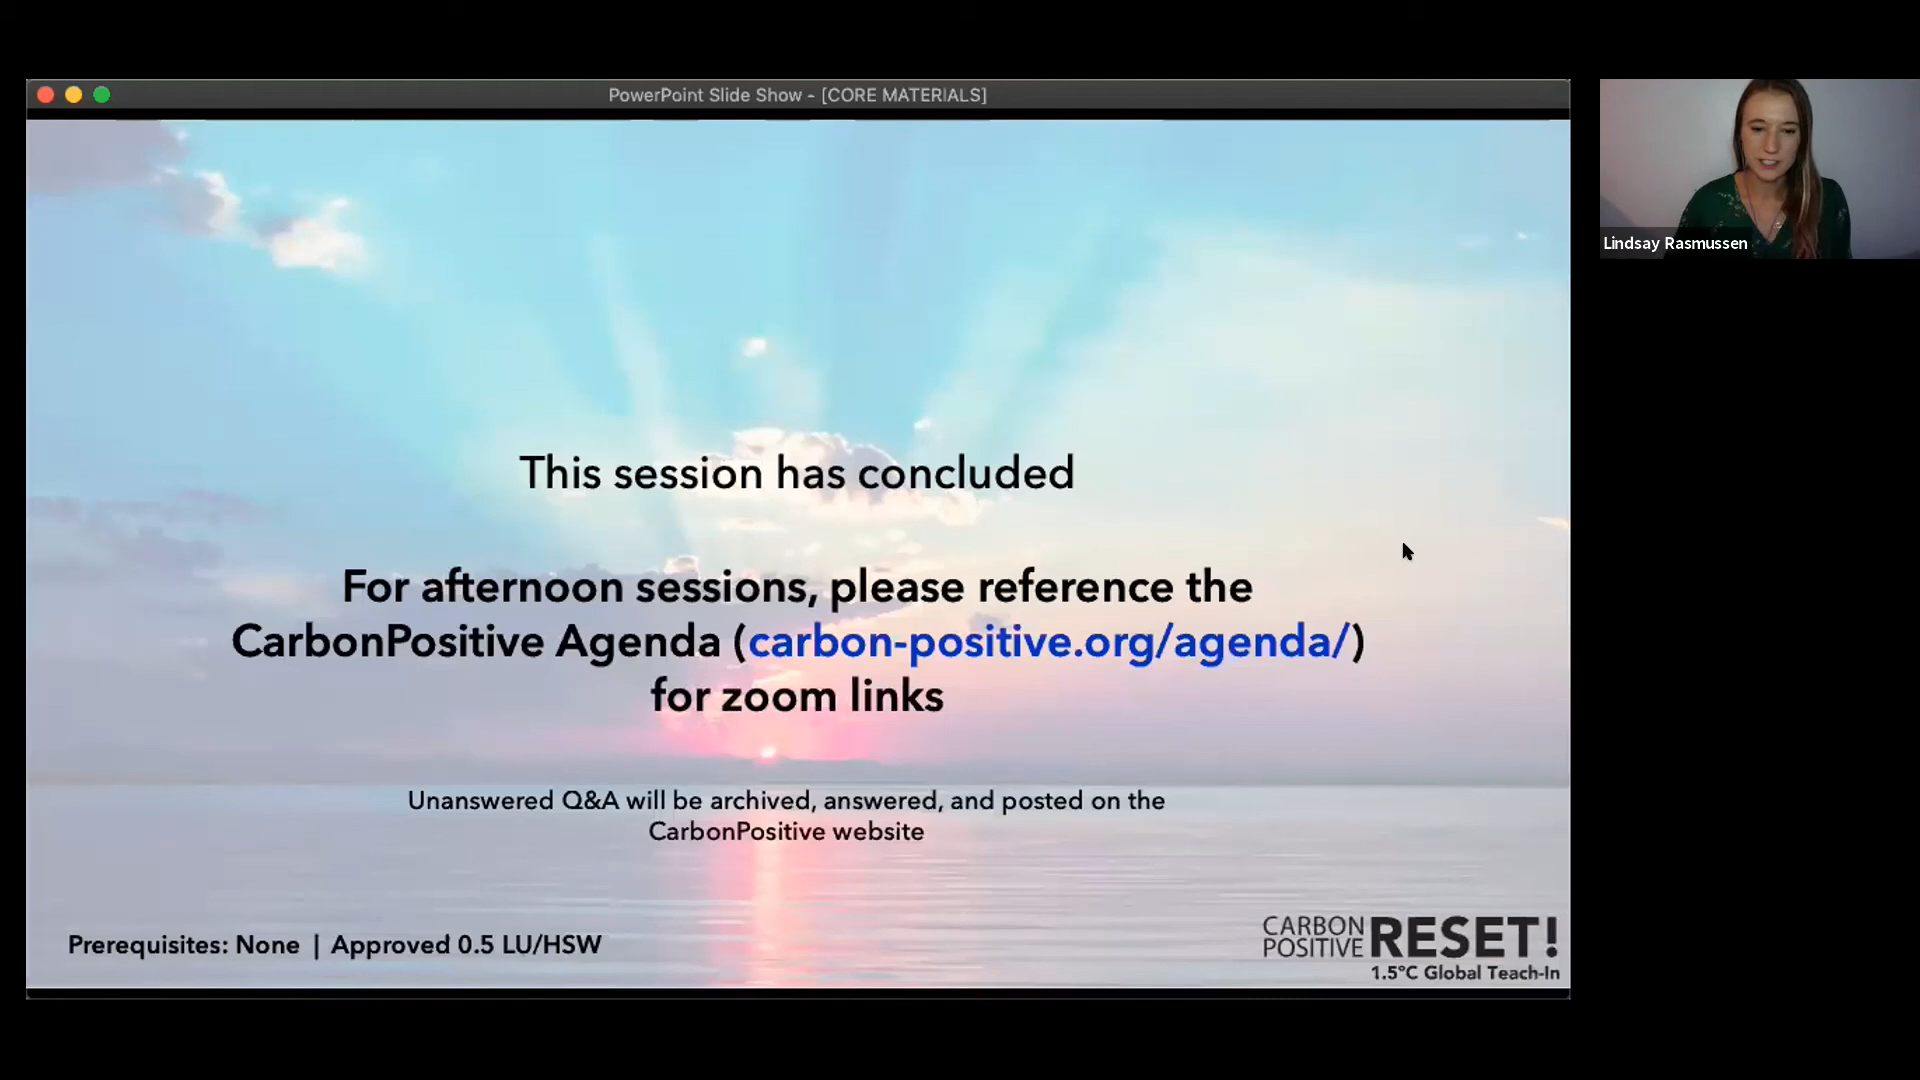 PowerPoint Slide Show - [CORE MATERIALS]
Lindsay Rasmussen
This session has concluded
For afternoon sessions, please reference the
CarbonPositive Agenda (carbon-positive.org/agenda/)
for zoom links
Unanswered Q&A will be archived, answered, and posted on the
CarbonPositive website
Prerequisites: None | Approved 0.5 LU/HSW
CARBON
POSITIVE RESET!
1.5°C Global Teach-In